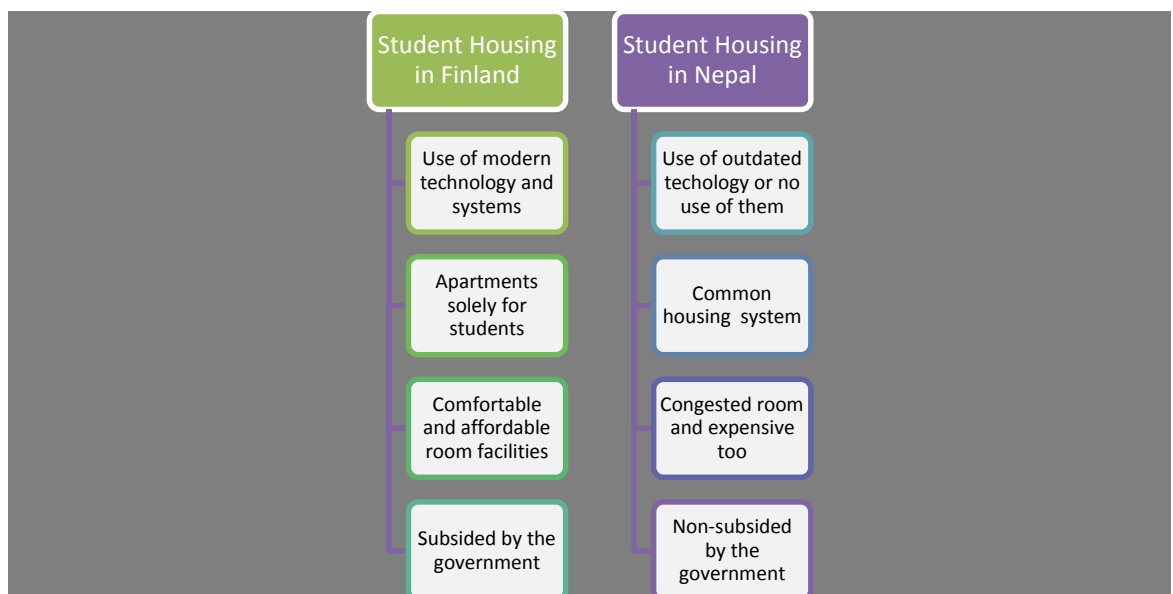 Student Housing
in Finland
Use of modern
technology and
systems
Apartments
solely for
students
Comfortable
and affordable
room facilities
Subsided by the
government
Student Housing
in Nepal
Use of outdated
techology or no
use of them
Common
housing  system
Congested room
and expensive
too
Non-subsided
by the
government